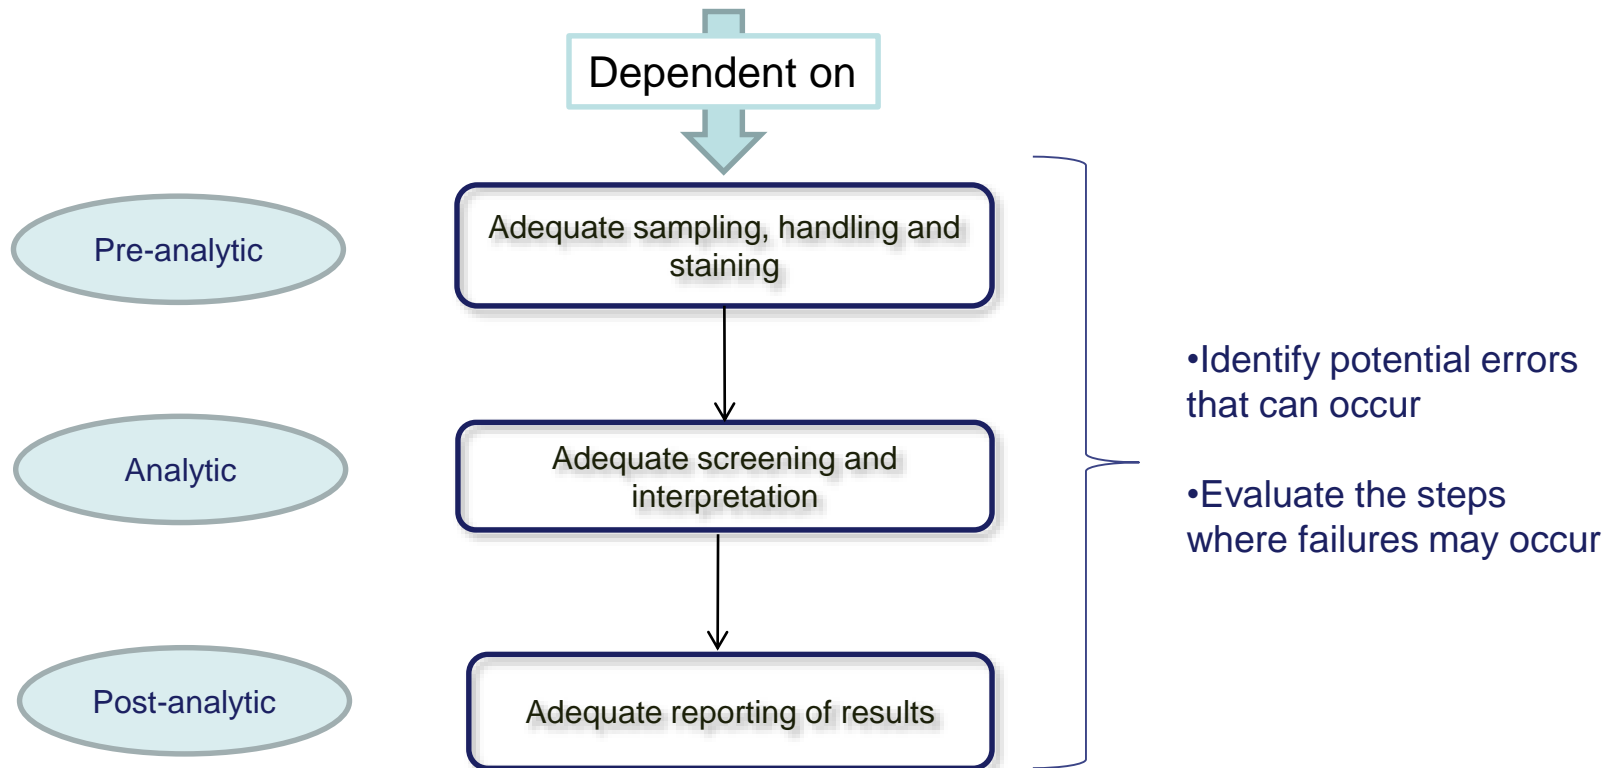 Dependent on
Pre-analytic
Adequate sampling, handling and
staining
Analytic
Adequate screening and
interpretation
Post-analytic
Adequate reporting of results
•Identify potential errors
that can occur
•Evaluate the steps
where failures may occur